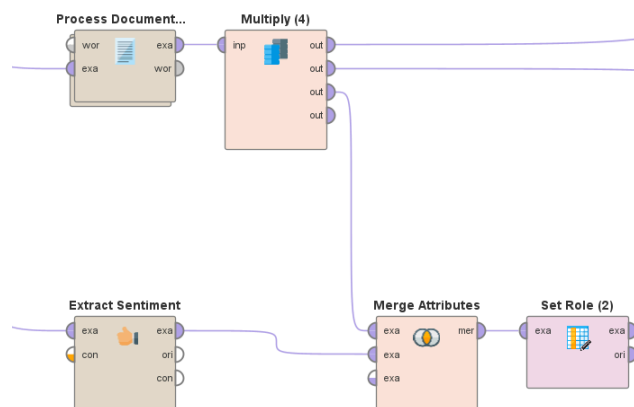 Process Document...
wor
exa
exa
wor
Multiply (4)
inp
out
out
out
out
Extract Sentiment
exa
con
exa
ori
con
Merge Attributes
exa
exa
exa
mer
Set Role (2)
exa
exa
ori